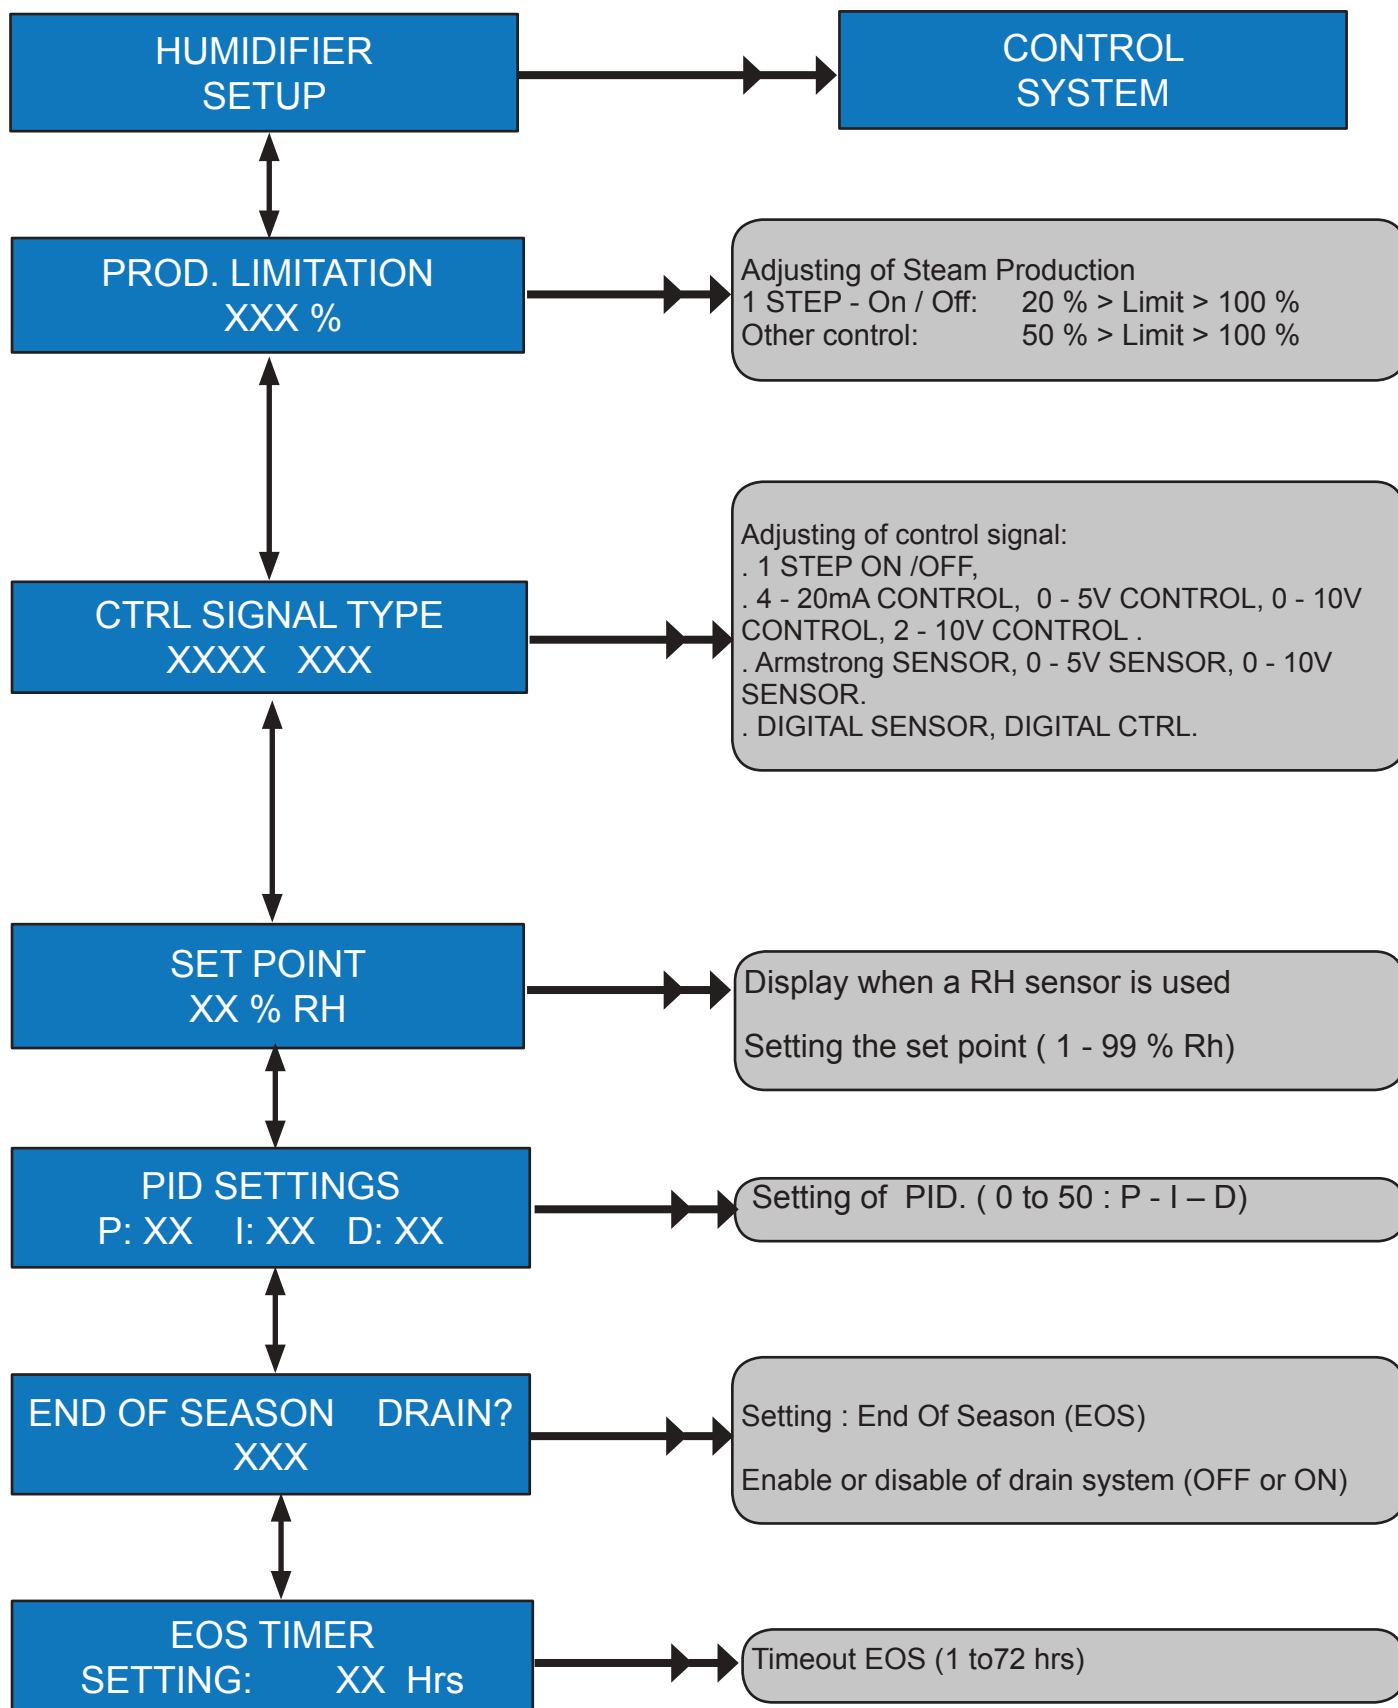 HUMIDIFIER
SETUP
CONTROL
SYSTEM
PROD. LIMITATION
XXX %
Adjusting of Steam Production
1 STEP - On / Off: 20 % > Limit > 100 %
Other control: 50 % > Limit > 100 %
CTRL SIGNAL TYPE
XXXX XXX
Adjusting of control signal:
. 1 STEP ON /OFF,
. 4 - 20mA CONTROL, 0 - 5V CONTROL, 0 - 10V
CONTROL, 2 - 10V CONTROL .
. Armstrong SENSOR, 0 - 5V SENSOR, 0 - 10V
SENSOR.
. DIGITAL SENSOR, DIGITAL CTRL.
SET POINT
XX % RH
Display when a RH sensor is used
Setting the set point ( 1 - 99 % Rh)
PID SETTINGS
P: XX I: XX D: XX
Setting of PID. ( 0 to 50 : P - I – D)
END OF SEASON DRAIN?
XXX
Setting : End Of Season (EOS)
Enable or disable of drain system (OFF or ON)
EOS TIMER
SETTING: XX Hrs
Timeout EOS (1 to72 hrs)